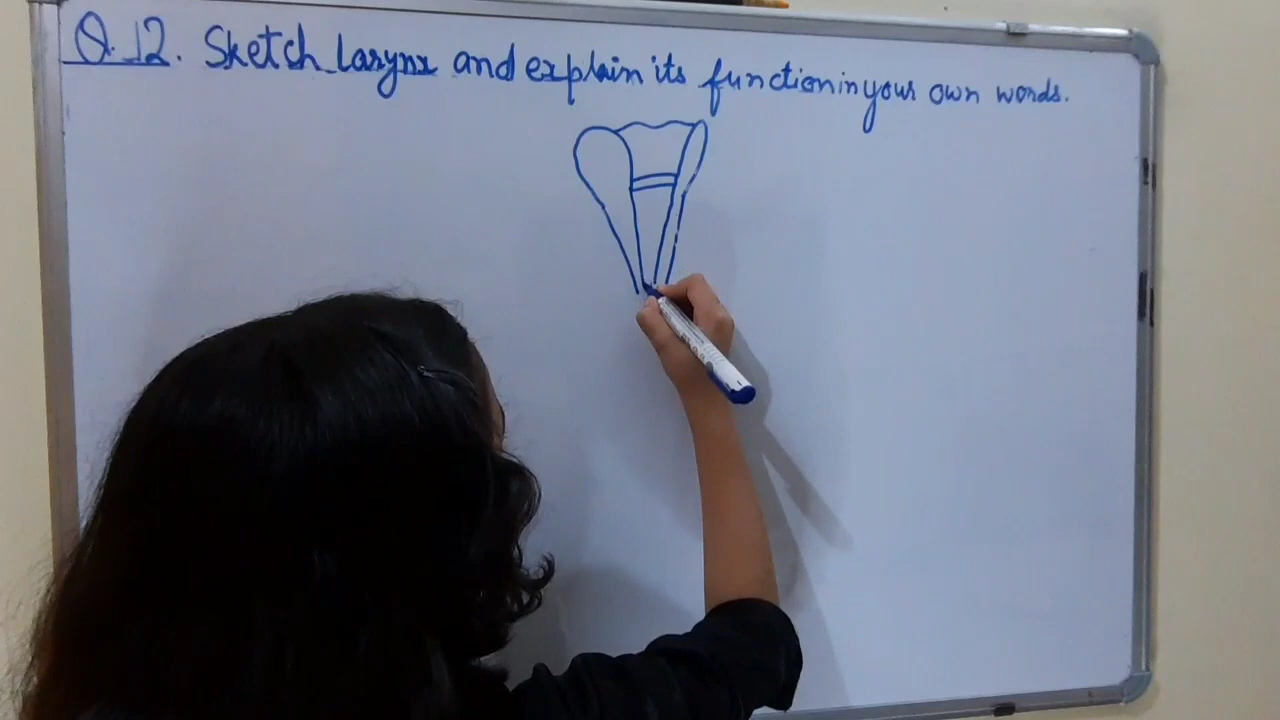 Q.12. Sketch larynx and explain its function in your own words.